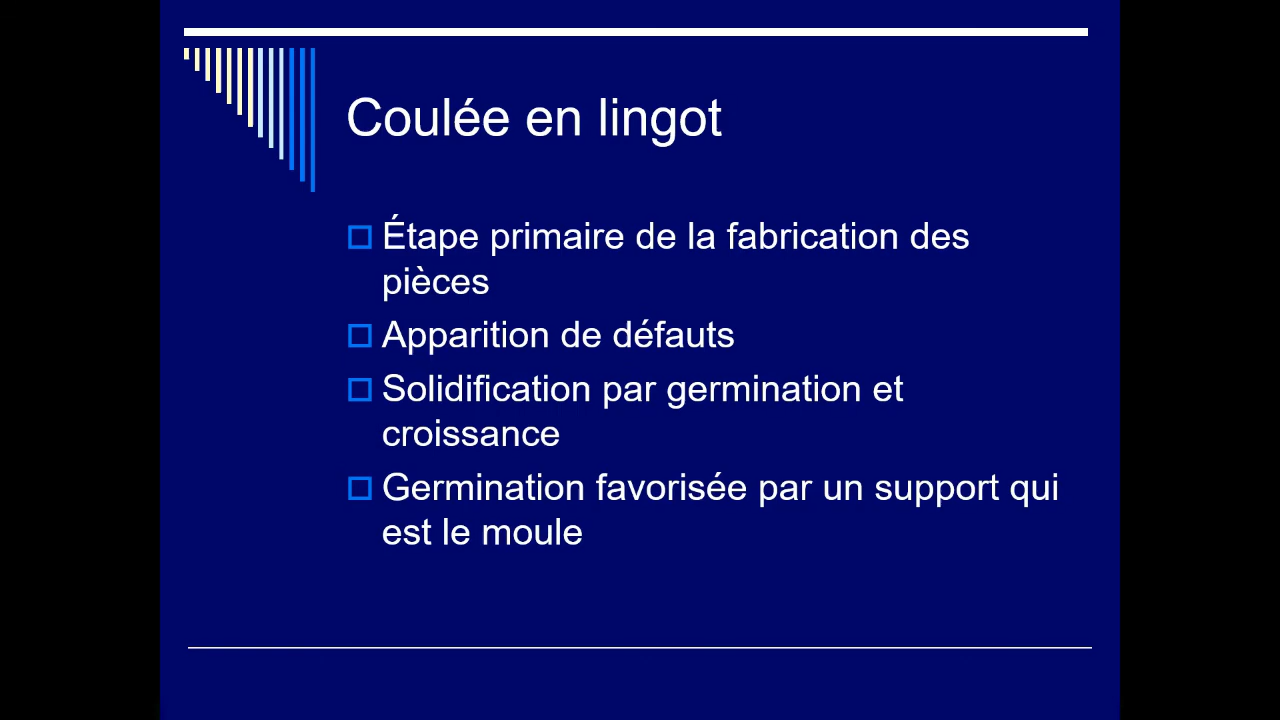 Coulée en lingot
Étape primaire de la fabrication des
pièces
Apparition de défauts
Solidification par germination et
croissance
Germination favorisée par un support qui
est le moule